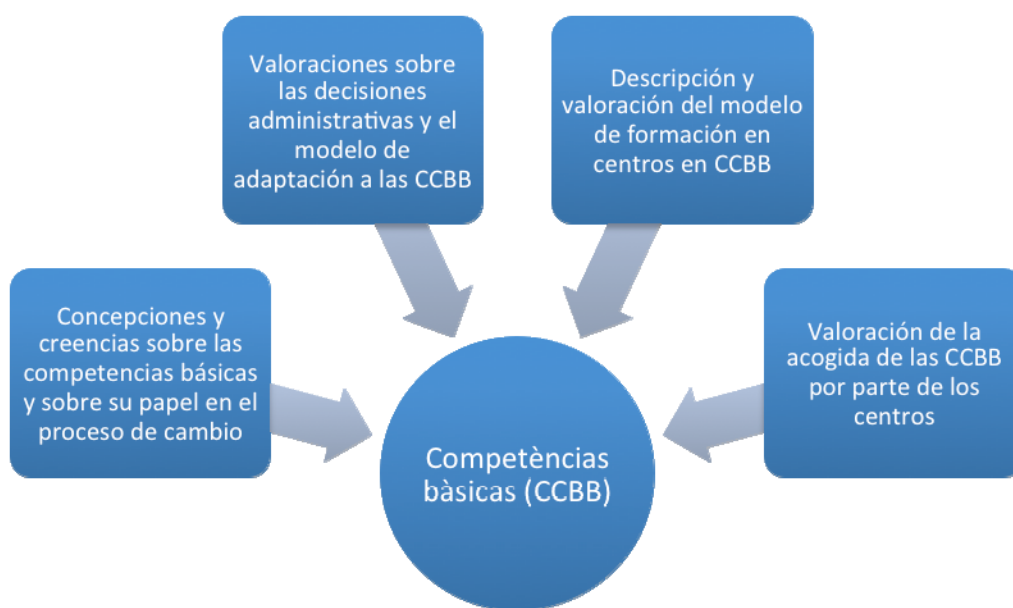 Valoraciones sobre
las decisiones
administrativas y el
modelo de
adaptación a las CCBB
Descripción y
valoración del modelo
de formación en
centros en CCBB
Concepciones y
creencias sobre las
competencias básicas
y sobre su papel en el
proceso de cambio
Valoración de la
acogida de las CCBB
por parte de los
centros
Competències
bàsicas (CCBB)